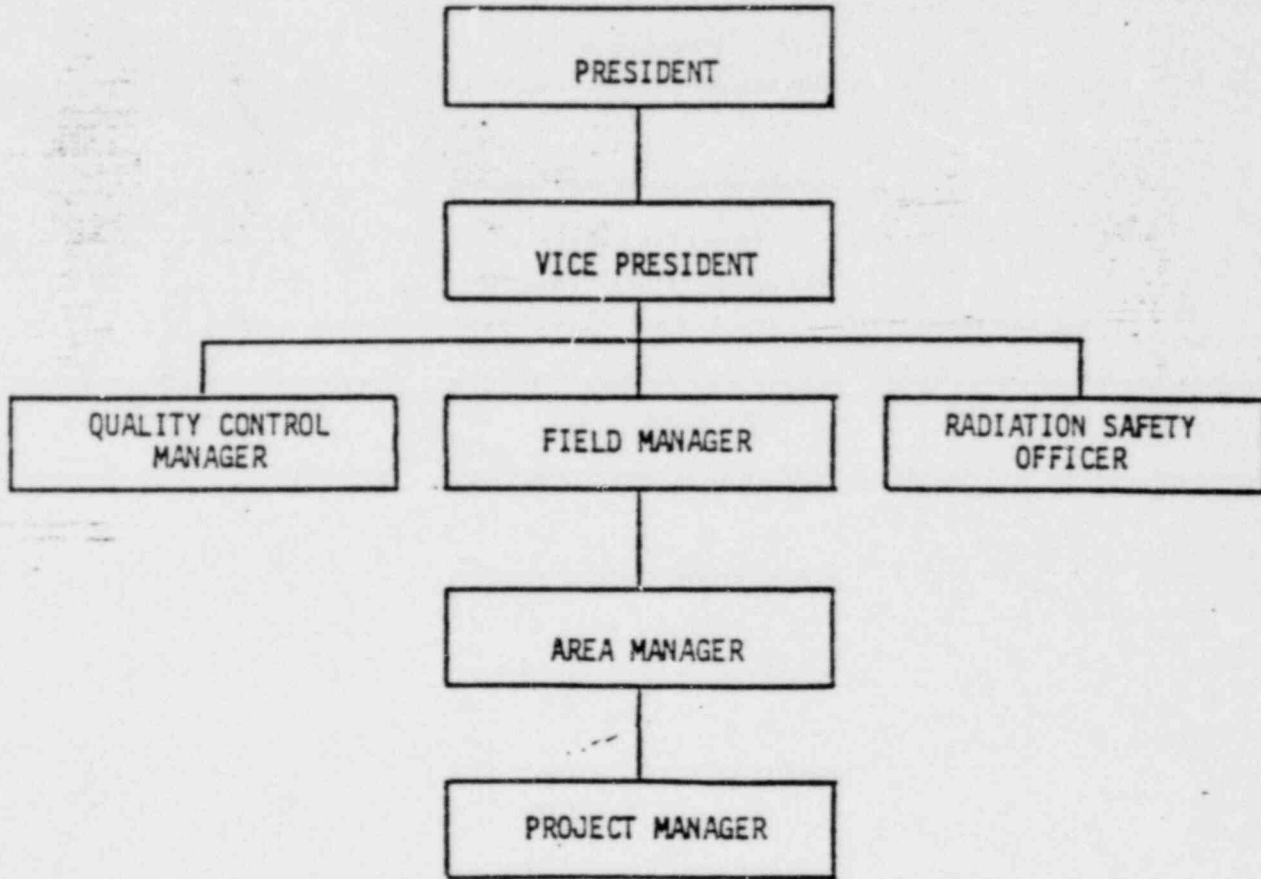 PRESIDENT
VICE PRESIDENT
QUALITY CONTROL
MANAGER
FIELD MANAGER
RADIATION SAFETY
OFFICER
AREA MANAGER
PROJECT MANAGER